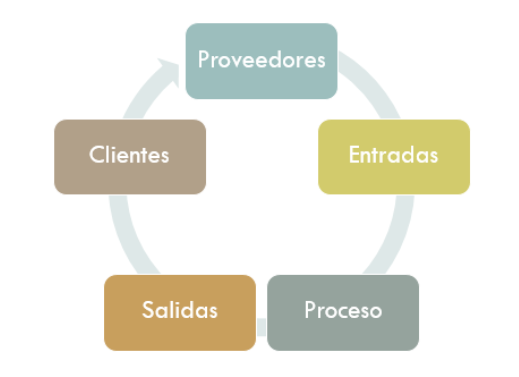 Proveedores
Entradas
Proceso
Salidas
Clientes